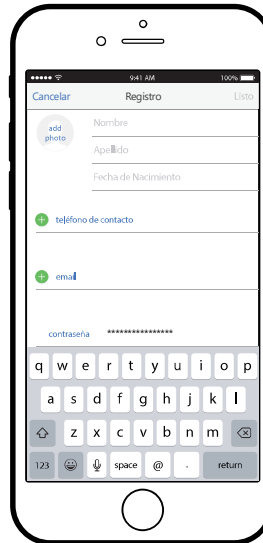 9:41 AM 100%
Cancelar Registro Listo
add
photo
Nombre
Apellido
Fecha de Nacimiento
teléfono de contacto
email
contraseña ****************
q w e r t y u i o p
a s d f g h j k l
z x c v b n m
123 space @ . return